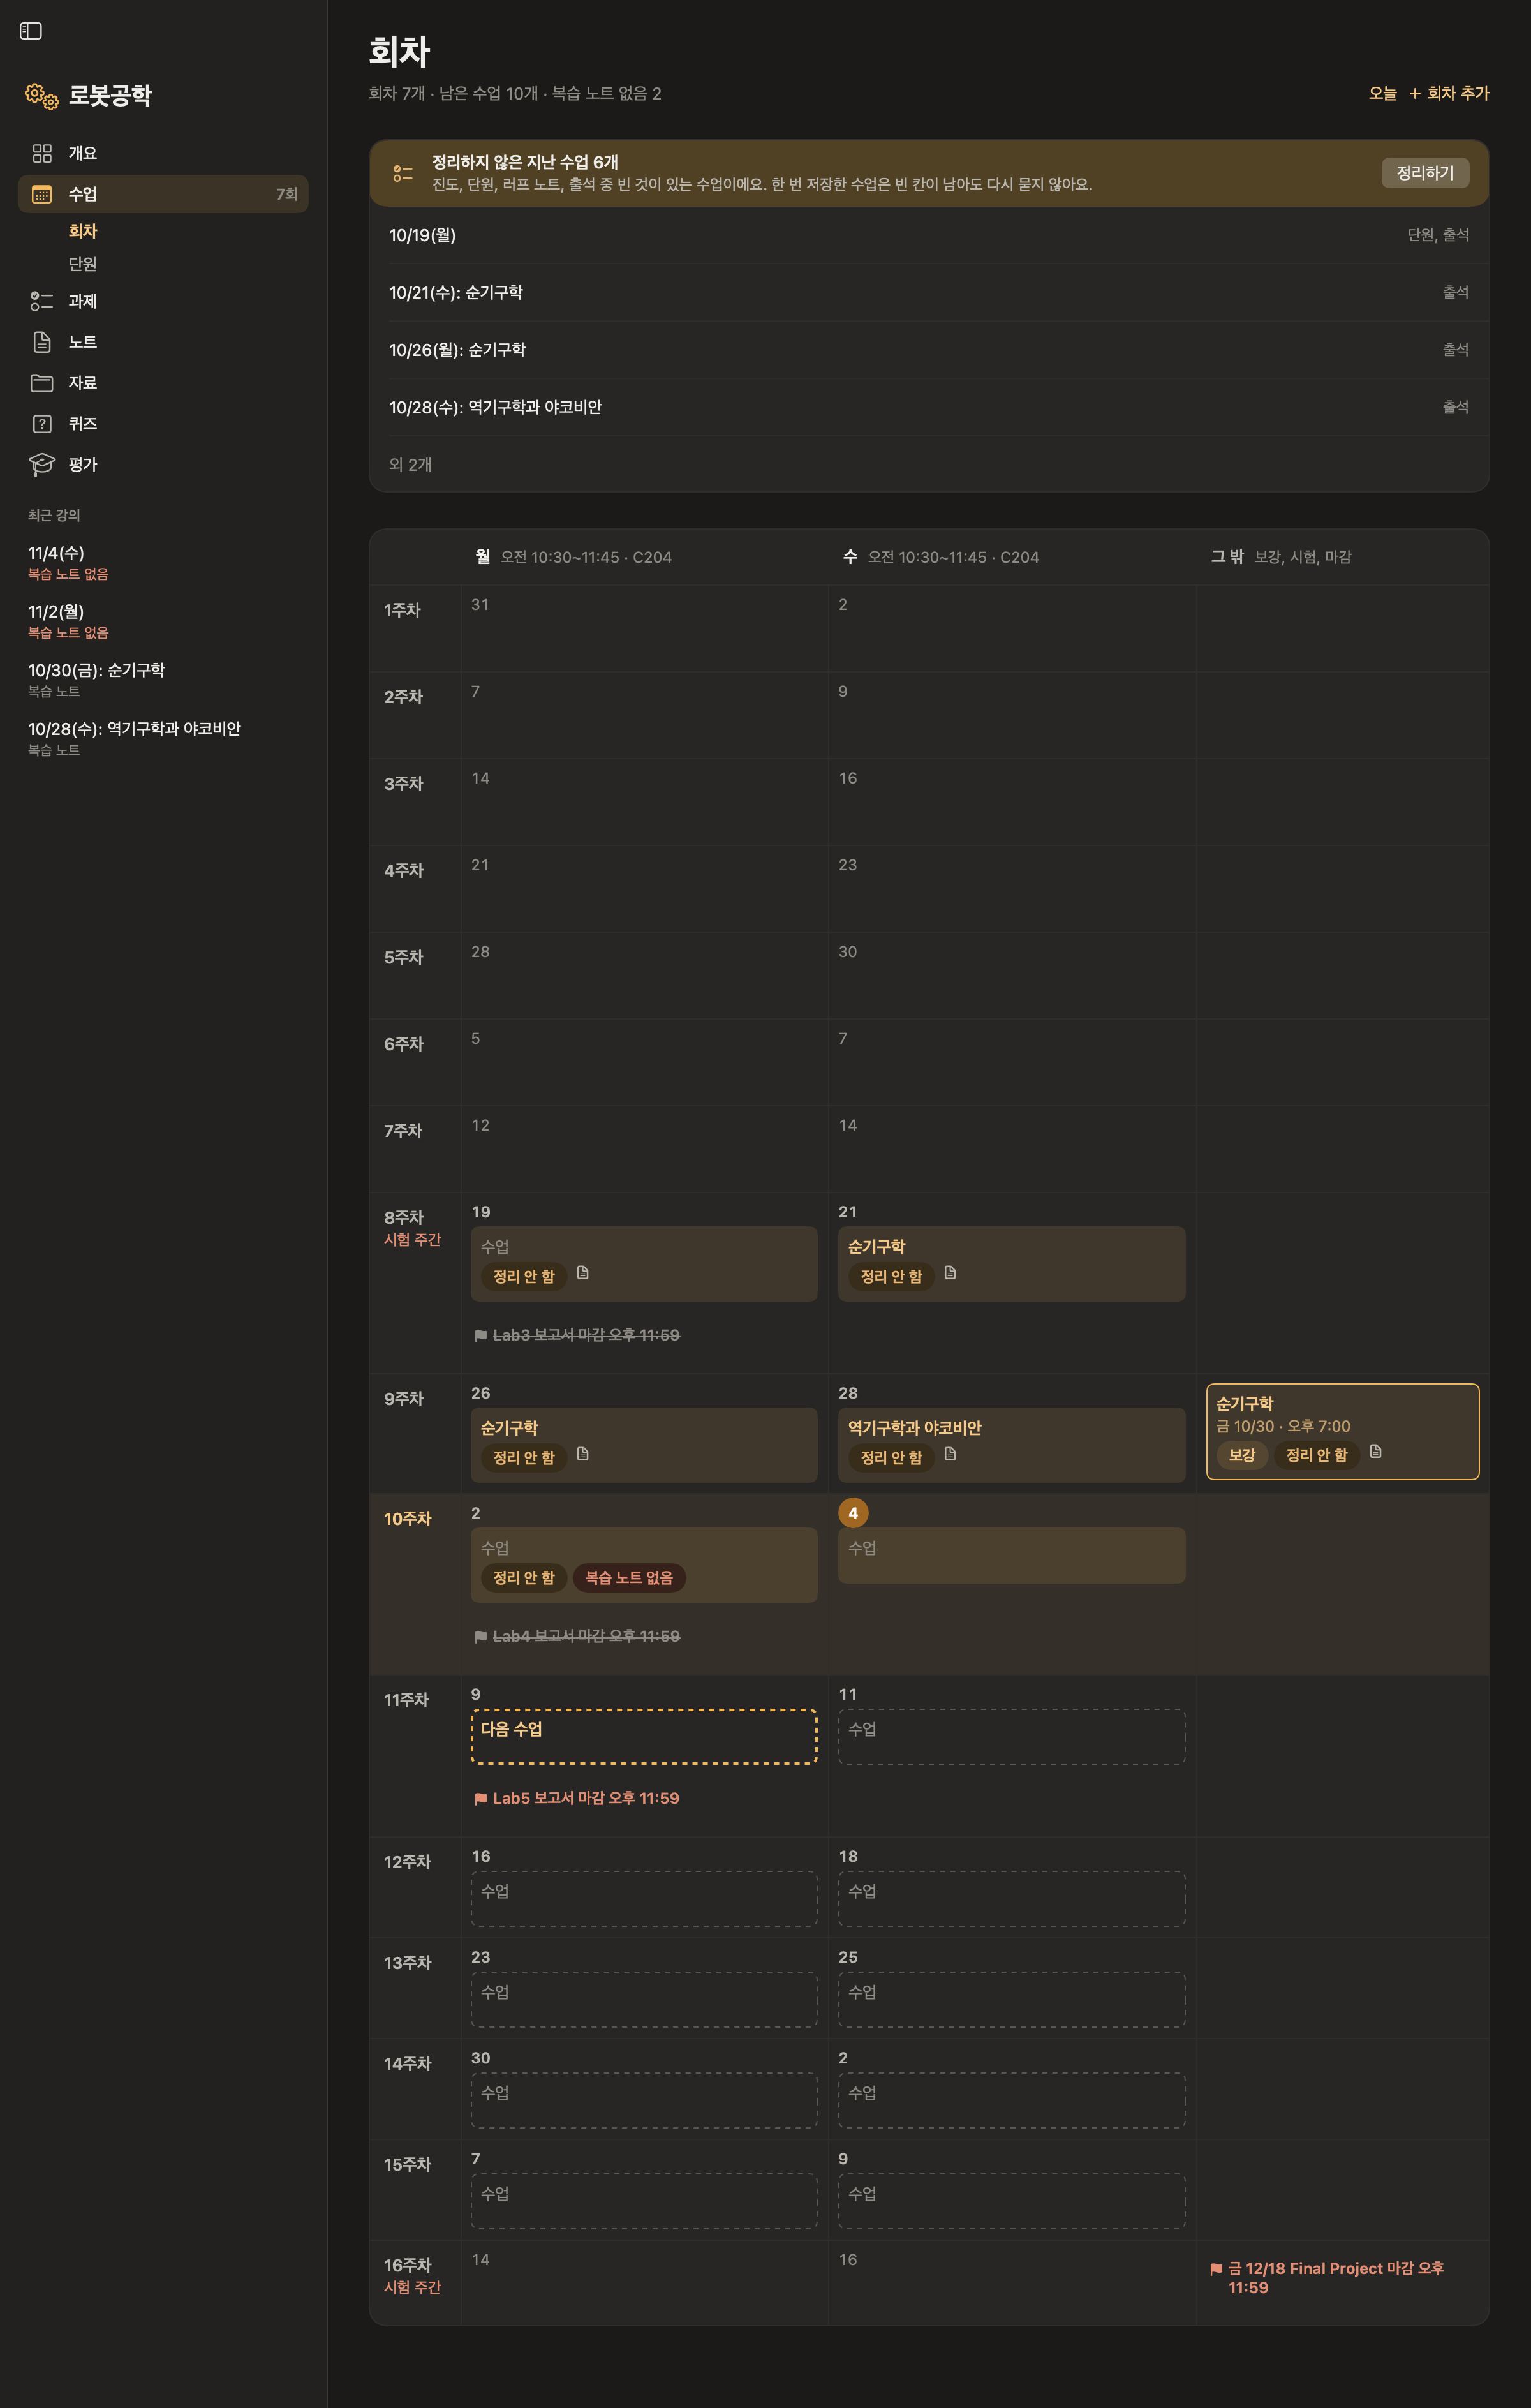 로봇공학
개요
수업 7회
회차
단원
과제
노트
자료
퀴즈
평가
최근 강의
11/4(수)
복습 노트 없음
11/2(월)
복습 노트 없음
10/30(금): 순기구학
복습 노트
10/28(수): 역기구학과 야코비안
복습 노트
회차
회차 7개 · 남은 수업 10개 · 복습 노트 없음 2
오늘 + 회차 추가
정리하지 않은 지난 수업 6개
진도, 단원, 러프 노트, 출석 중 빈 것이 있는 수업이에요. 한 번 저장한 수업은 빈 칸이 남아도 다시 묻지 않아요.
정리하기
10/19(월) 단원, 출석
10/21(수): 순기구학 출석
10/26(월): 순기구학 출석
10/28(수): 역기구학과 야코비안 출석
외 2개
월 오전 10:30~11:45 · C204
수 오전 10:30~11:45 · C204
그 밖 보강, 시험, 마감
1주차 31 2
2주차 7 9
3주차 14 16
4주차 21 23
5주차 28 30
6주차 5 7
7주차 12 14
8주차
시험 주간
19
수업
정리 안 함
Lab3 보고서 마감 오후 11:59
21
순기구학
정리 안 함
9주차
26
순기구학
정리 안 함
28
역기구학과 야코비안
정리 안 함
순기구학
금 10/30 · 오후 7:00
보강 정리 안 함
10주차
2
수업
정리 안 함 복습 노트 없음
Lab4 보고서 마감 오후 11:59
4
수업
11주차
9
다음 수업
Lab5 보고서 마감 오후 11:59
11
수업
12주차
16
수업
18
수업
13주차
23
수업
25
수업
14주차
30
수업
2
수업
15주차
7
수업
9
수업
16주차
시험 주간
14
16
금 12/18 Final Project 마감 오후
11:59